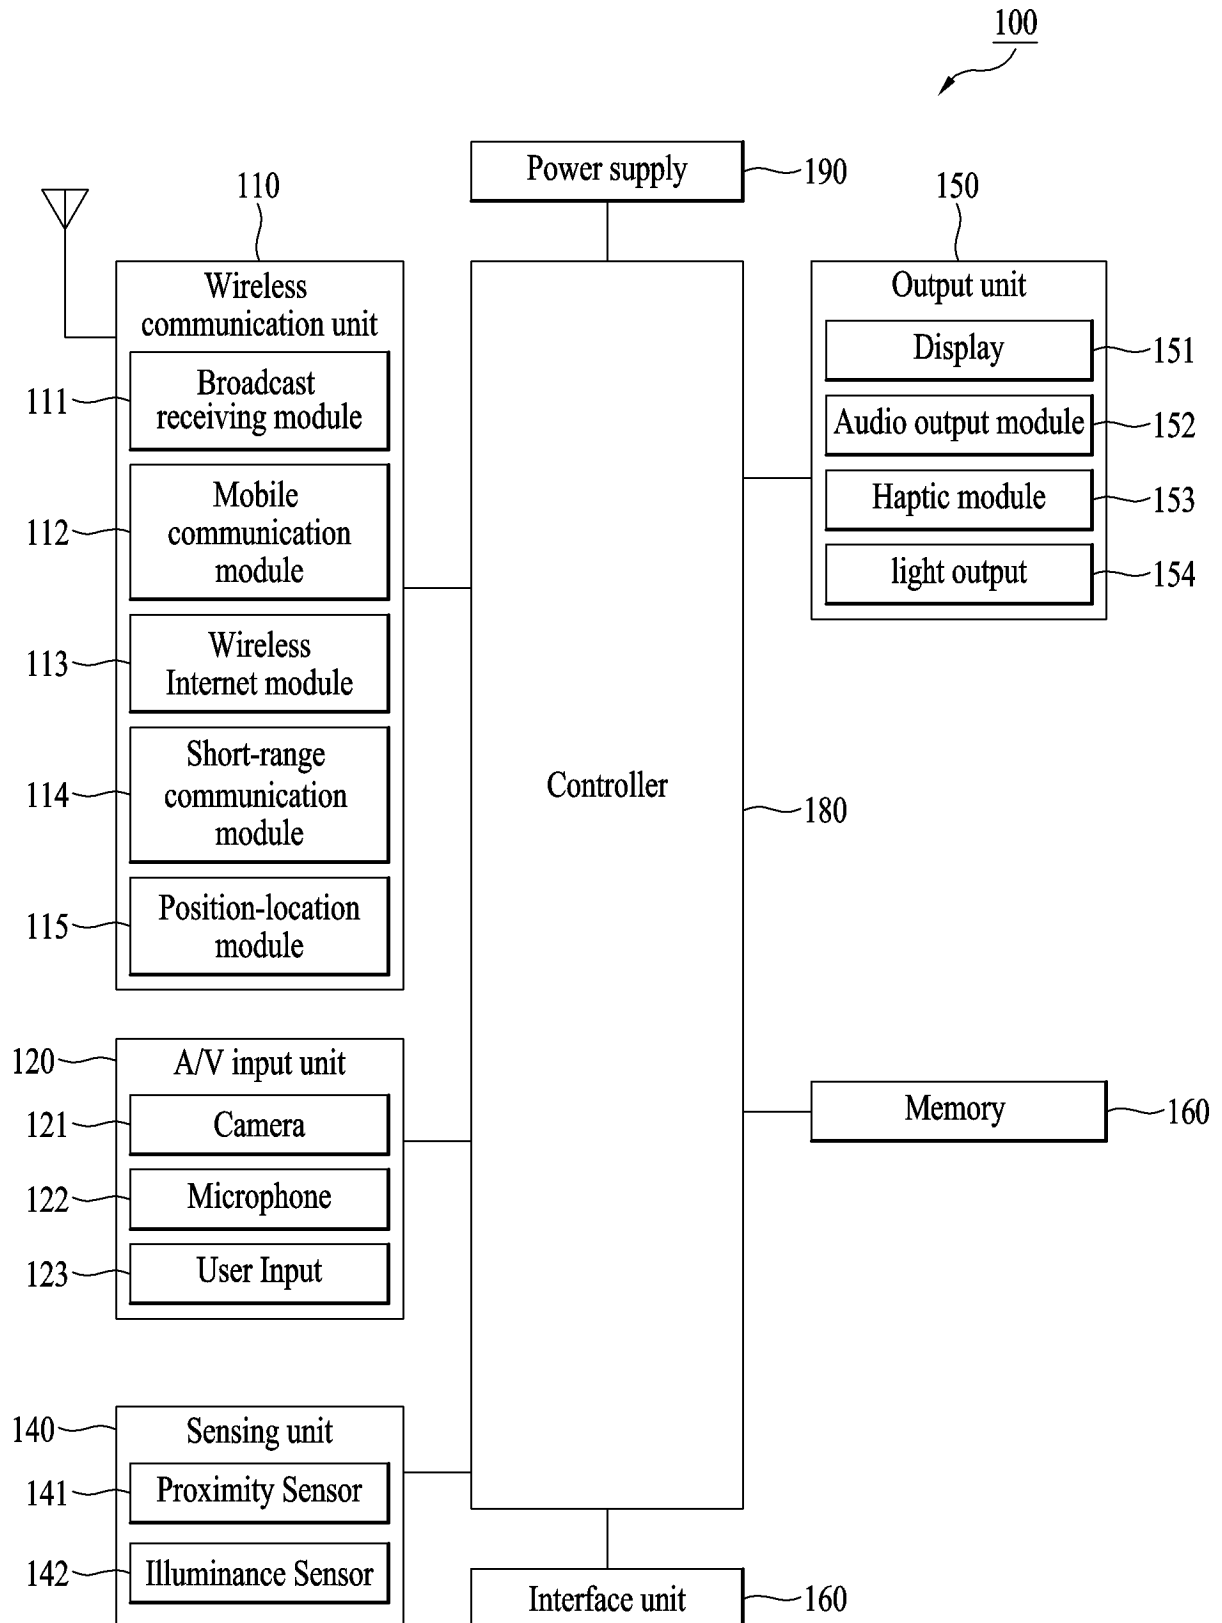 100
Power supply
190
110
Wireless
communication unit
111
Broadcast
receiving module
112
Mobile
communication
module
113
Wireless
Internet module
114
Short-range
communication
module
115
Position-location
module
120
A/V input unit
121
Camera
122
Microphone
123
User Input
140
Sensing unit
141
Proximity Sensor
142
Illuminance Sensor
Controller
180
150
Output unit
Display
151
Audio output module
152
Haptic module
153
light output
154
Memory
160
Interface unit
160